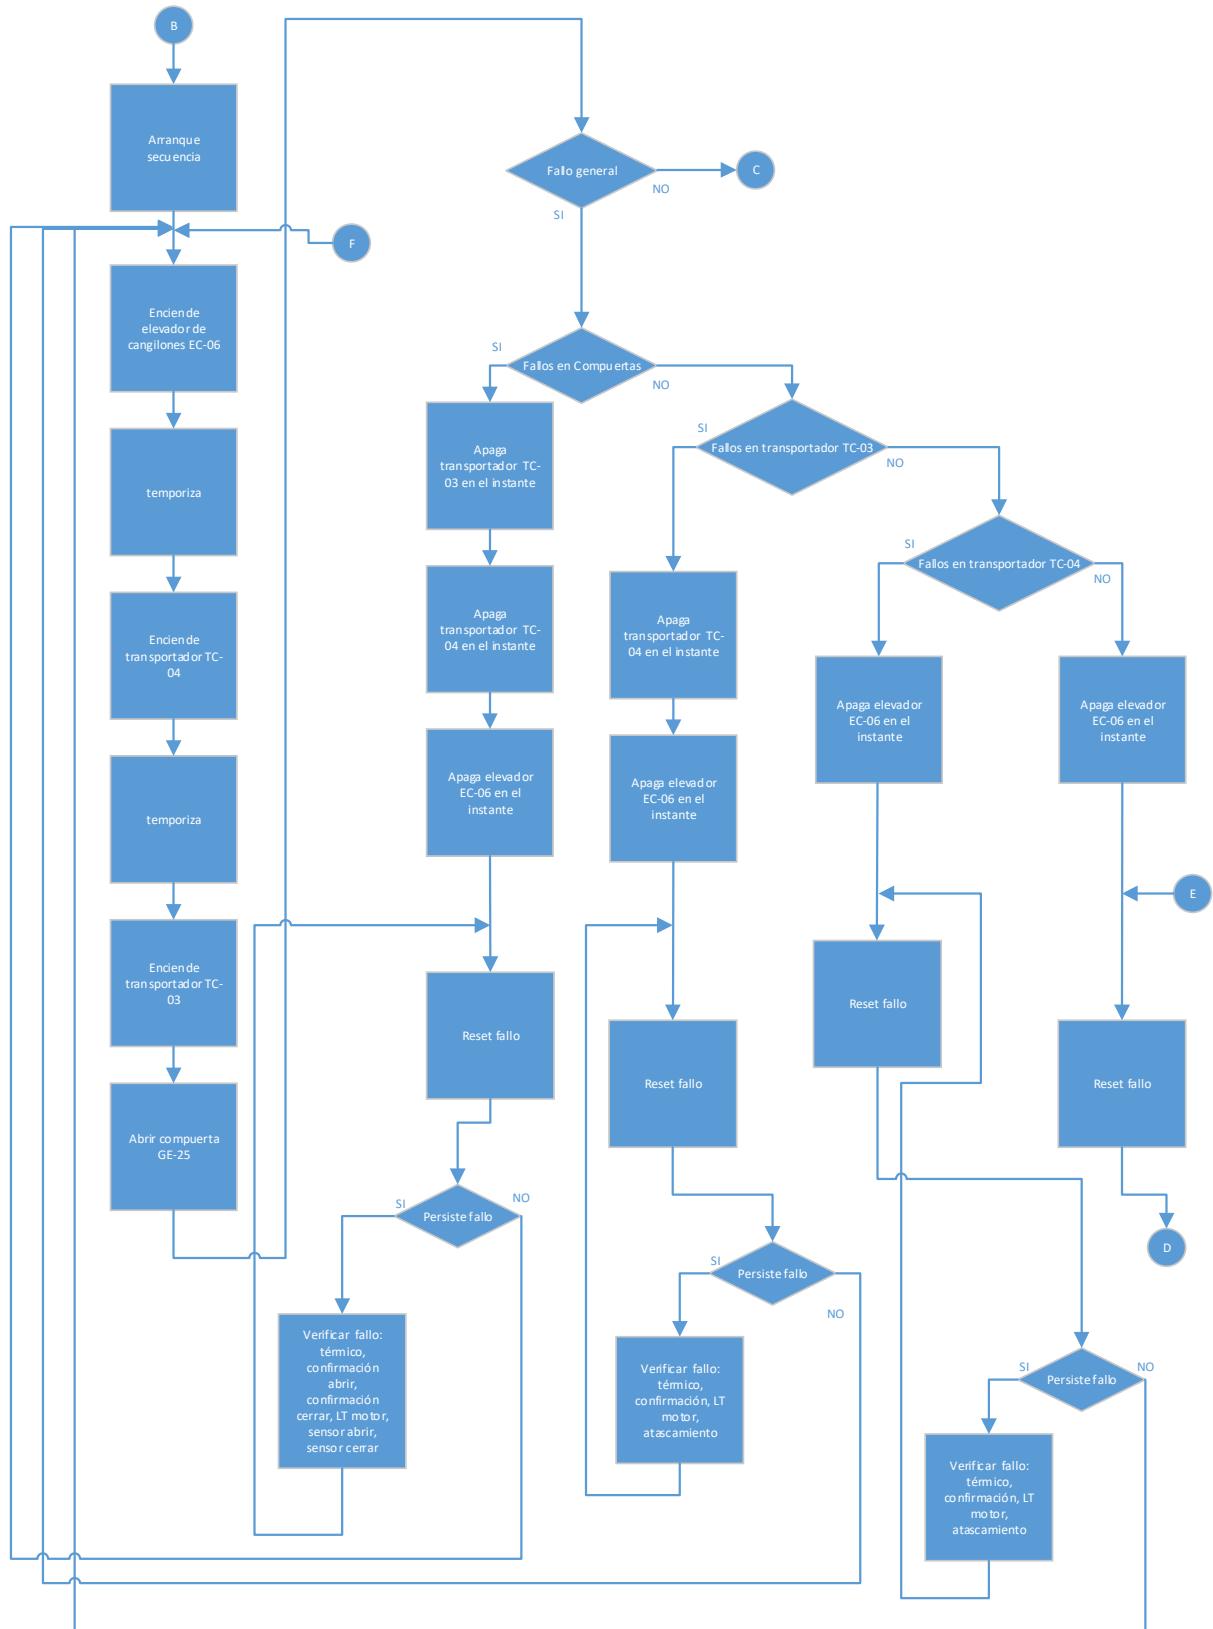 B
Arranque
secuencia
F
Enciende
elevador de
cangilones EC-06
temporiza
Enciende
transportador TC-
04
temporiza
Enciende
transportador TC-
03
Abrir compuerta
GE-25
Fallo general
NO
C
SI
Fallos en Compuertas
SI
NO
Apaga
transportador TC-
03 en el instante
Apaga
transportador TC-
04 en el instante
Apaga elevador
EC-06 en el
instante
Reset fallo
Persiste fallo
SI
NO
Verificar fallo:
térmico,
confirmación
abrir,
confirmación
cerrar, LT motor,
sensor abrir,
sensor cerrar
Fallos en transportador TC-03
SI
NO
Apaga
transportador TC-
04 en el instante
Apaga elevador
EC-06 en el
instante
Reset fallo
Persiste fallo
SI
NO
Verificar fallo:
térmico,
confirmación, LT
motor,
atascamiento
Fallos en transportador TC-04
SI
NO
Apaga elevador
EC-06 en el
instante
Reset fallo
Persiste fallo
SI
NO
Verificar fallo:
térmico,
confirmación, LT
motor,
atascamiento
Apaga elevador
EC-06 en el
instante
E
Reset fallo
D